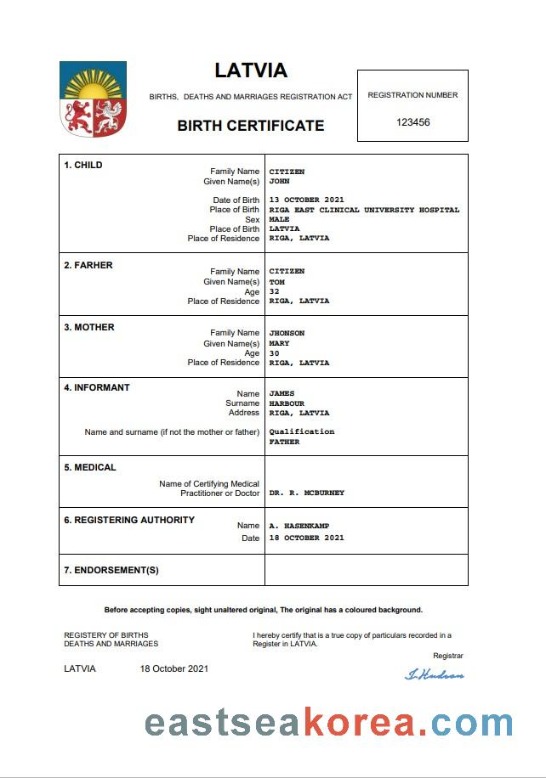 LATVIA
BIRTHS, DEATHS AND MARRIAGES REGISTRATION ACT
BIRTH CERTIFICATE
REGISTRATION NUMBER
123456
1. CHILD
Family Name CITIZEN
Given Name(s) JOHN
Date of Birth 13 OCTOBER 2021
Place of Birth RIGA EAST CLINICAL UNIVERSITY HOSPITAL
Sex MALE
Place of Birth LATVIA
Place of Residence RIGA, LATVIA
2. FARHER
Family Name CITIZEN
Given Name(s) TOM
Age 32
Place of Residence RIGA, LATVIA
3. MOTHER
Family Name JHONSON
Given Name(s) MARY
Age 30
Place of Residence RIGA, LATVIA
4. INFORMANT
Name JAMES
Surname HARBOUR
Address RIGA, LATVIA
Name and surname (if not the mother or father) Qualification
FATHER
5. MEDICAL
Name of Certifying Medical
Practitioner or Doctor DR. R. MCBURNEY
6. REGISTERING AUTHORITY
Name A. HASENKAMP
Date 18 OCTOBER 2021
7. ENDORSEMENT(S)
Before accepting copies, sight unaltered original, The original has a coloured background.
REGISTERY OF BIRTHS
DEATHS AND MARRIAGES
I hereby certify that is a true copy of particulars recorded in a
Register in LATVIA.
Registrar
LATVIA 18 October 2021
eastseakorea.com